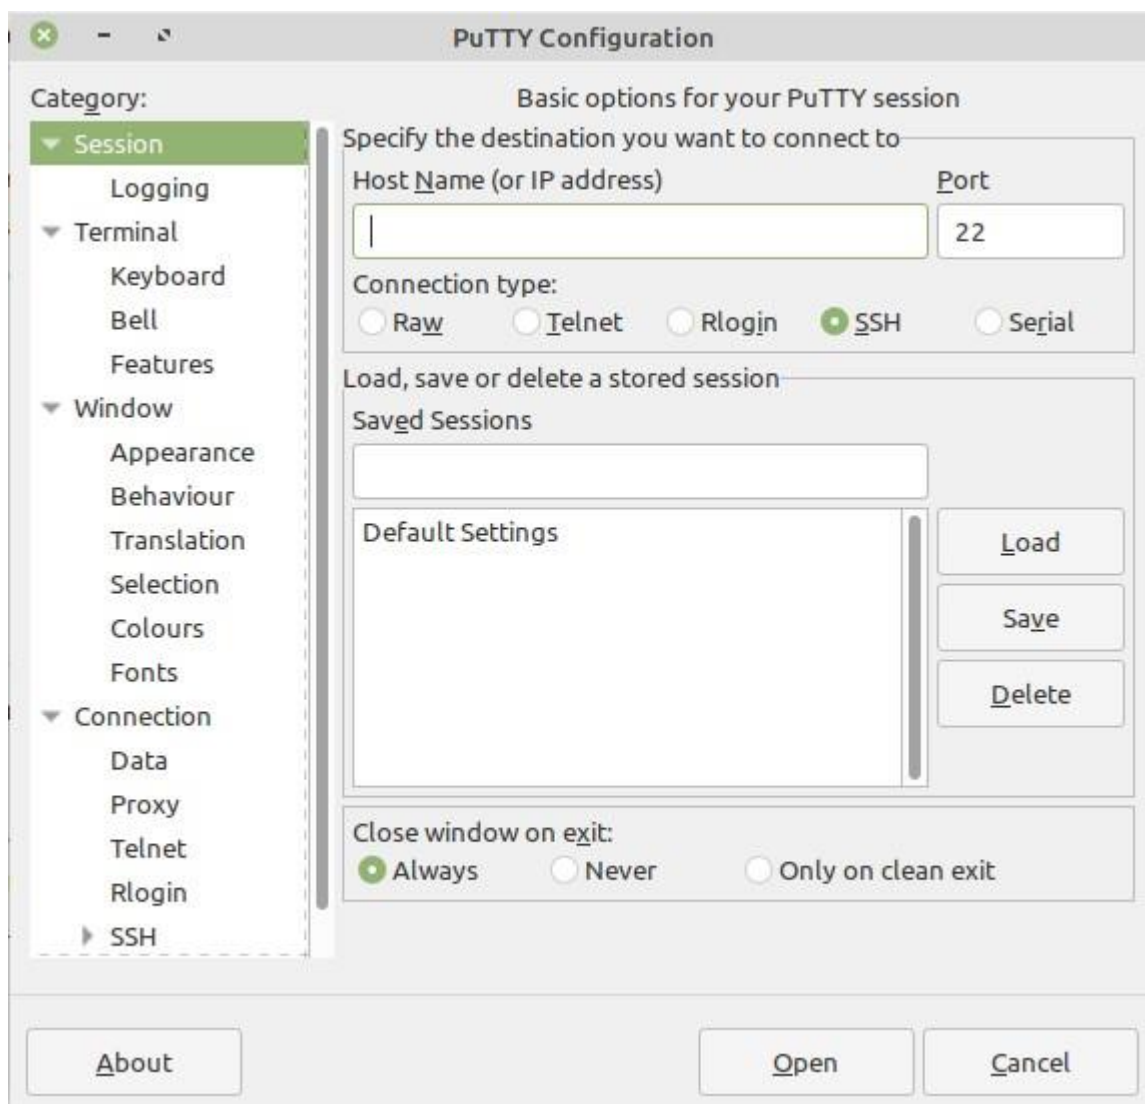 PuTTY Configuration
Category:
Session
Logging
Terminal
Keyboard
Bell
Features
Window
Appearance
Behaviour
Translation
Selection
Colours
Fonts
Connection
Data
Proxy
Telnet
Rlogin
SSH
Basic options for your PuTTY session
Specify the destination you want to connect to
Host Name (or IP address) Port
22
Connection type:
Raw Telnet Rlogin SSH Serial
Load, save or delete a stored session
Saved Sessions
Default Settings
Load
Save
Delete
Close window on exit:
Always Never Only on clean exit
About Open Cancel